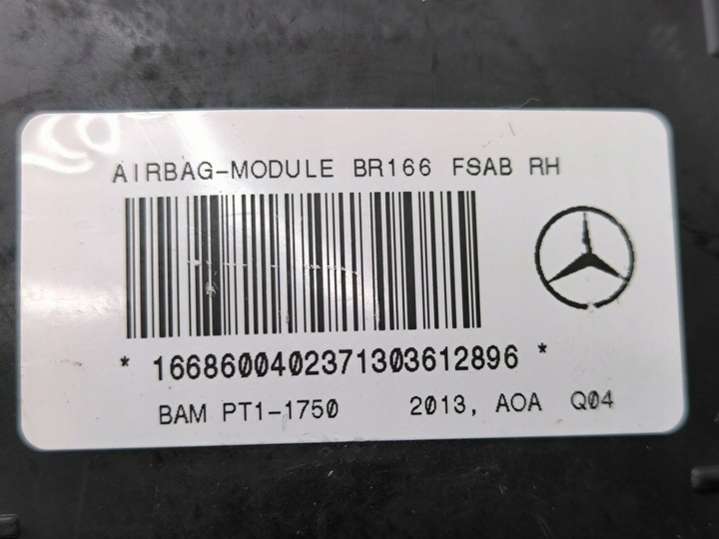 AIRBAG-MODULE BR166 FSAB RH
* 1668600402371303612896 *
BAM PT1-1750 2013, AOA Q04